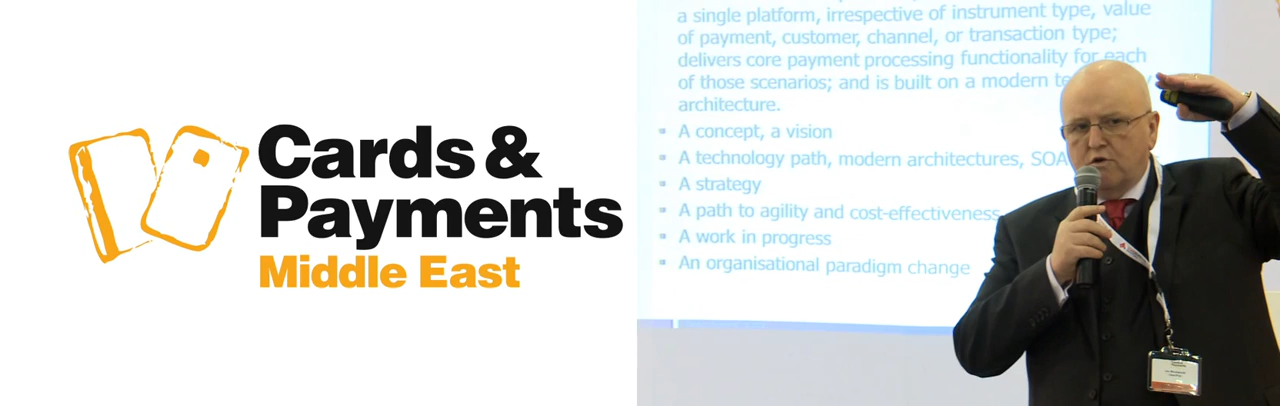 Cards &
Payments
Middle East
a single platform, irrespective of instrument type, value
of payment, customer, channel, or transaction type;
delivers core payment processing functionality for each
of those scenarios; and is built on a modern
architecture.
A concept, a vision
A technology path, modern architectures, SOA
A strategy
A path to agility and cost-effectiveness
A work in progress
An organisational paradigm change
Payments